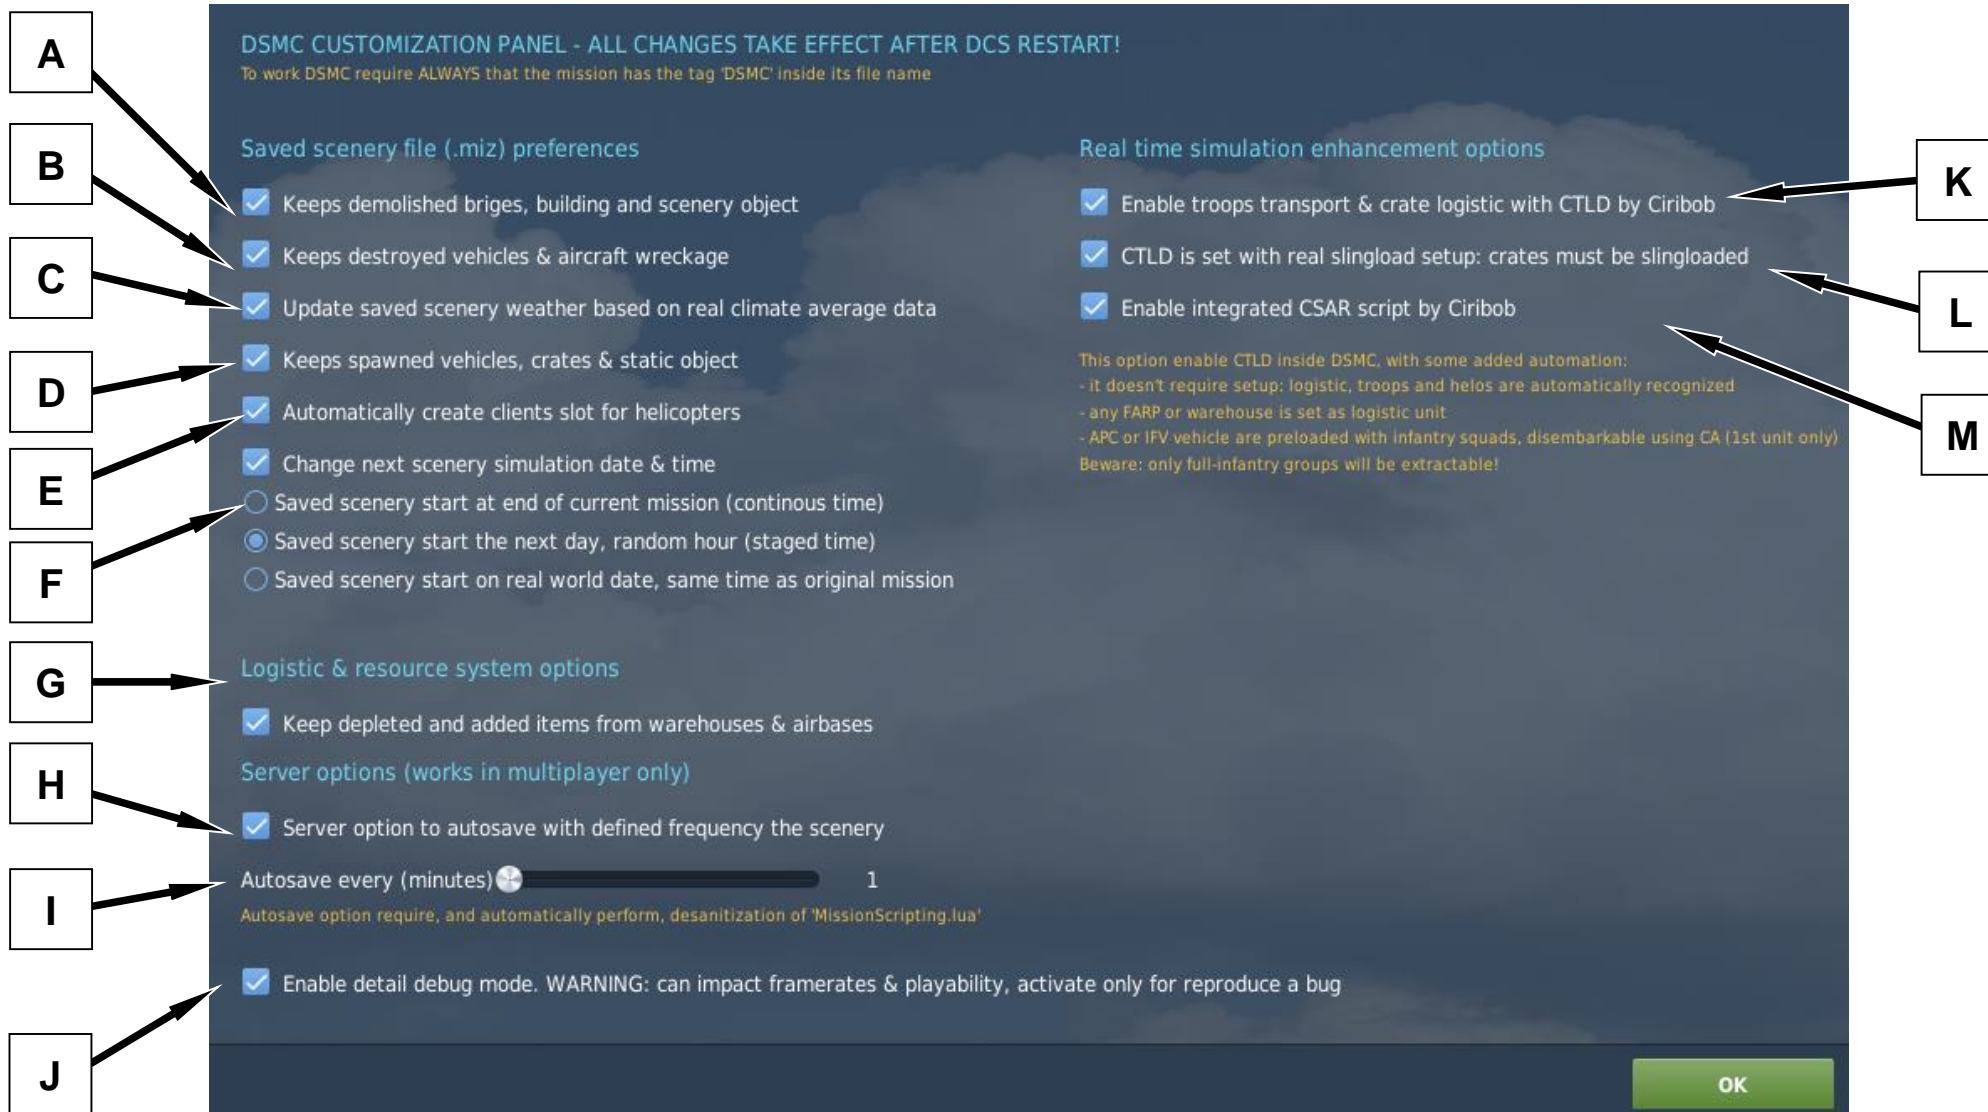 A
B
C
D
E
F
G
H
I
J
DSMC CUSTOMIZATION PANEL - ALL CHANGES TAKE EFFECT AFTER DCS RESTART!
To work DSMC require ALWAYS that the mission has the tag 'DSMC' inside its file name
Saved scenery file (.miz) preferences
Keeps demolished briges, building and scenery object
Keeps destroyed vehicles & aircraft wreckage
Update saved scenery weather based on real climate average data
Keeps spawned vehicles, crates & static object
Automatically create clients slot for helicopters
Change next scenery simulation date & time
Saved scenery start at end of current mission (continous time)
Saved scenery start the next day, random hour (staged time)
Saved scenery start on real world date, same time as original mission
Logistic & resource system options
Keep depleted and added items from warehouses & airbases
Server options (works in multiplayer only)
Server option to autosave with defined frequency the scenery
Autosave every (minutes) 1
Autosave option require, and automatically perform, desanitization of 'MissionScripting.lua'
Enable detail debug mode. WARNING: can impact framerates & playability, activate only for reproduce a bug
Real time simulation enhancement options
Enable troops transport & crate logistic with CTLD by Ciribob
CTLD is set with real slingload setup: crates must be slingloaded
Enable integrated CSAR script by Ciribob
This option enable CTLD inside DSMC, with some added automation:
- it doesn't require setup: logistic, troops and helos are automatically recognized
- any FARP or warehouse is set as logistic unit
- APC or IFV vehicle are preloaded with infantry squads, disembarkable using CA (1st unit only)
Beware: only full-infantry groups will be extractable!
OK
K
L
M